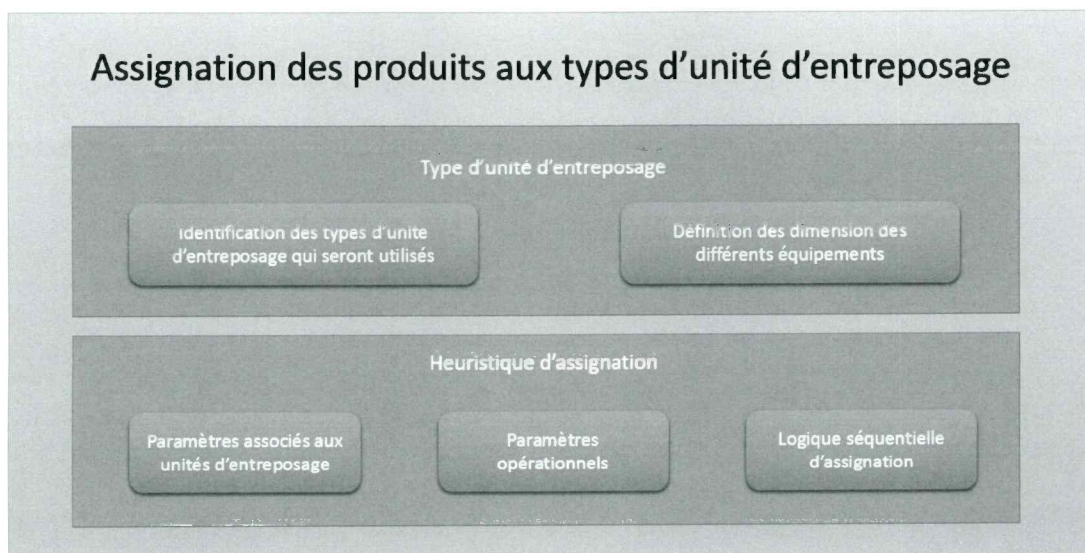 Assignation des produits aux types d'unité d'entreposage
Type d'unité d'entreposage
Identification des types d'unite
d'entreposage qui seront utilisés
Définition des dimension des
différents équipements
Heuristique d'assignation
Paramètres associés aux
unités d'entreposage
Paramètres
opérationnels
Logique séquentielle
d'assignation